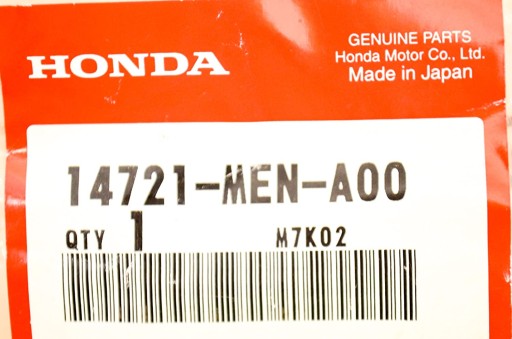 HONDA
GENUINE PARTS
Honda Motor Co., Ltd.
Made in Japan
14721-MEN-A00
QTY 1 M7K02